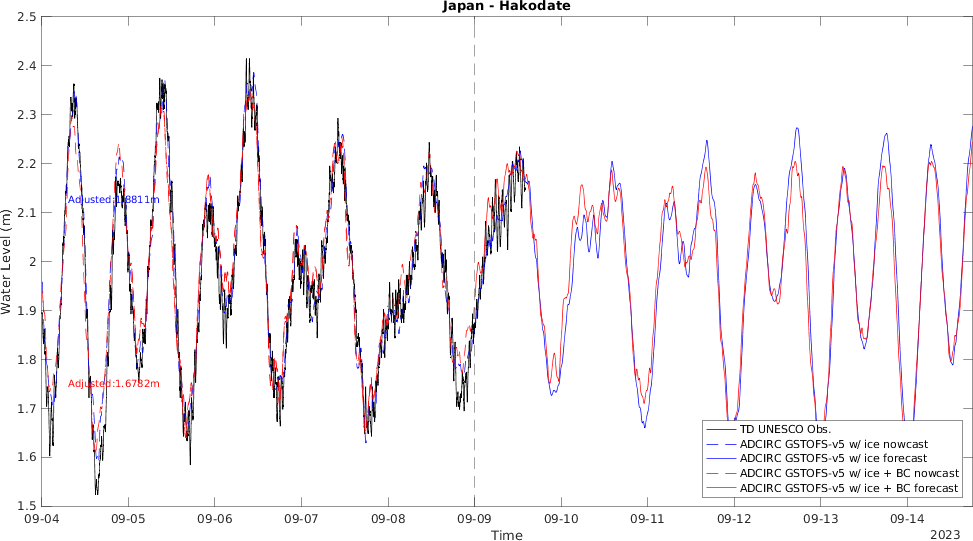 Japan - Hakodate
2.5
2.4
2.3
2.2
2.1
2
1.9
1.8
1.7
1.6
1.5
Water Level (m)
Adjusted:1.8811m
Adjusted:1.6782m
TD UNESCO Obs.
ADCIRC GSTOFS-v5 w/ ice nowcast
ADCIRC GSTOFS-v5 w/ ice forecast
ADCIRC GSTOFS-v5 w/ ice + BC nowcast
ADCIRC GSTOFS-v5 w/ ice + BC forecast
09-04 09-05 09-06 09-07 09-08 09-09 09-10 09-11 09-12 09-13 09-14
Time
2023